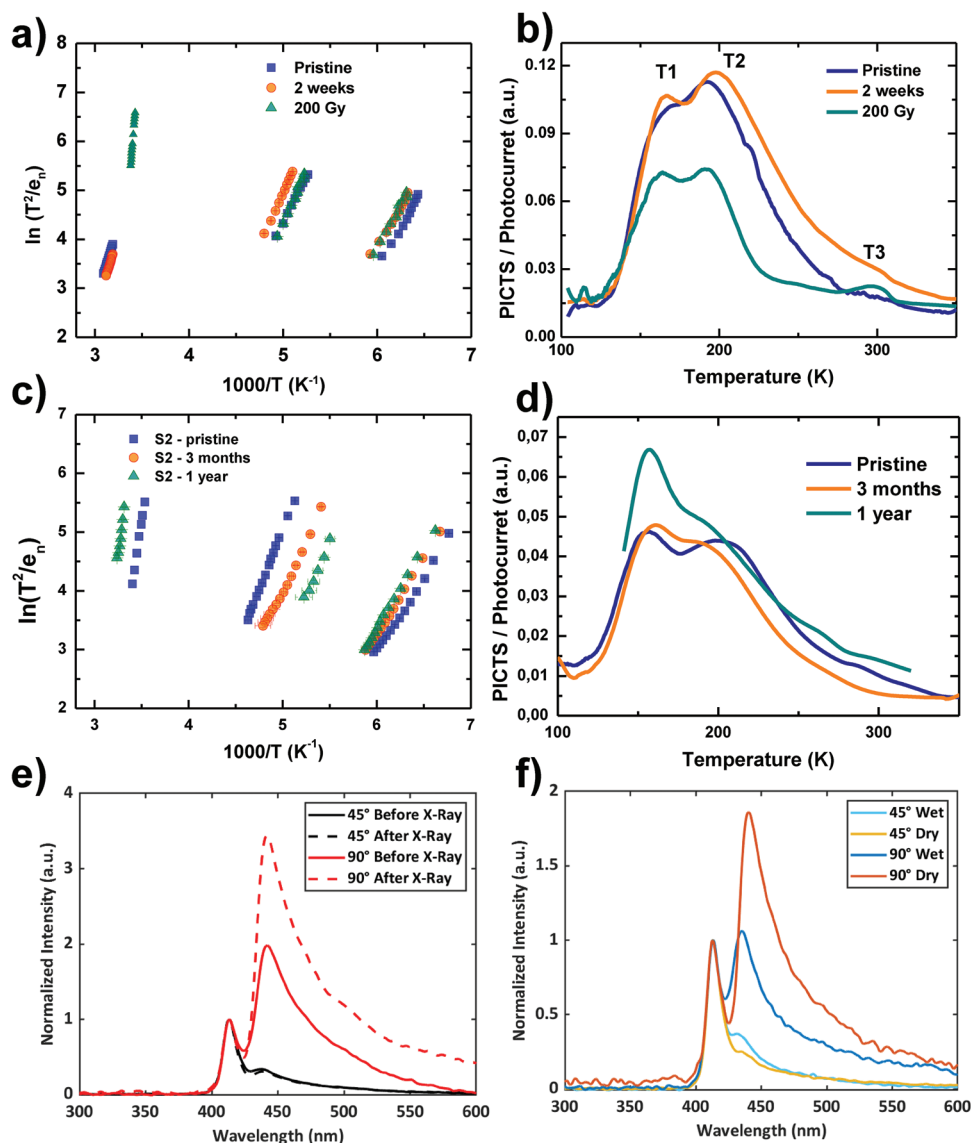 a)
8
7
6
5
4
3
2
ln (T²/eₙ)
Pristine
2 weeks
200 Gy
3
4
5
6
7
1000/T (K⁻¹)
b)
0.12
0.09
0.06
0.03
0.00
PICTS / Photocurret (a.u.)
T1
T2
T3
Pristine
2 weeks
200 Gy
100
200
300
Temperature (K)
c)
7
6
5
4
3
2
ln(T²/eₙ)
S2 - pristine
S2 - 3 months
S2 - 1 year
3
4
5
6
7
1000/T (K⁻¹)
d)
0,07
0,06
0,05
0,04
0,03
0,02
0,01
0,00
PICTS / Photocurret (a.u.)
Pristine
3 months
1 year
100
200
300
Temperature (K)
e)
4
3
2
1
0
Normalized Intensity (a.u.)
45° Before X-Ray
45° After X-Ray
90° Before X-Ray
90° After X-Ray
300
350
400
450
500
550
600
Wavelength (nm)
f)
2
1.5
1
0.5
0
Normalized Intensity (a.u.)
45° Wet
45° Dry
90° Wet
90° Dry
300
350
400
450
500
550
600
Wavelength (nm)